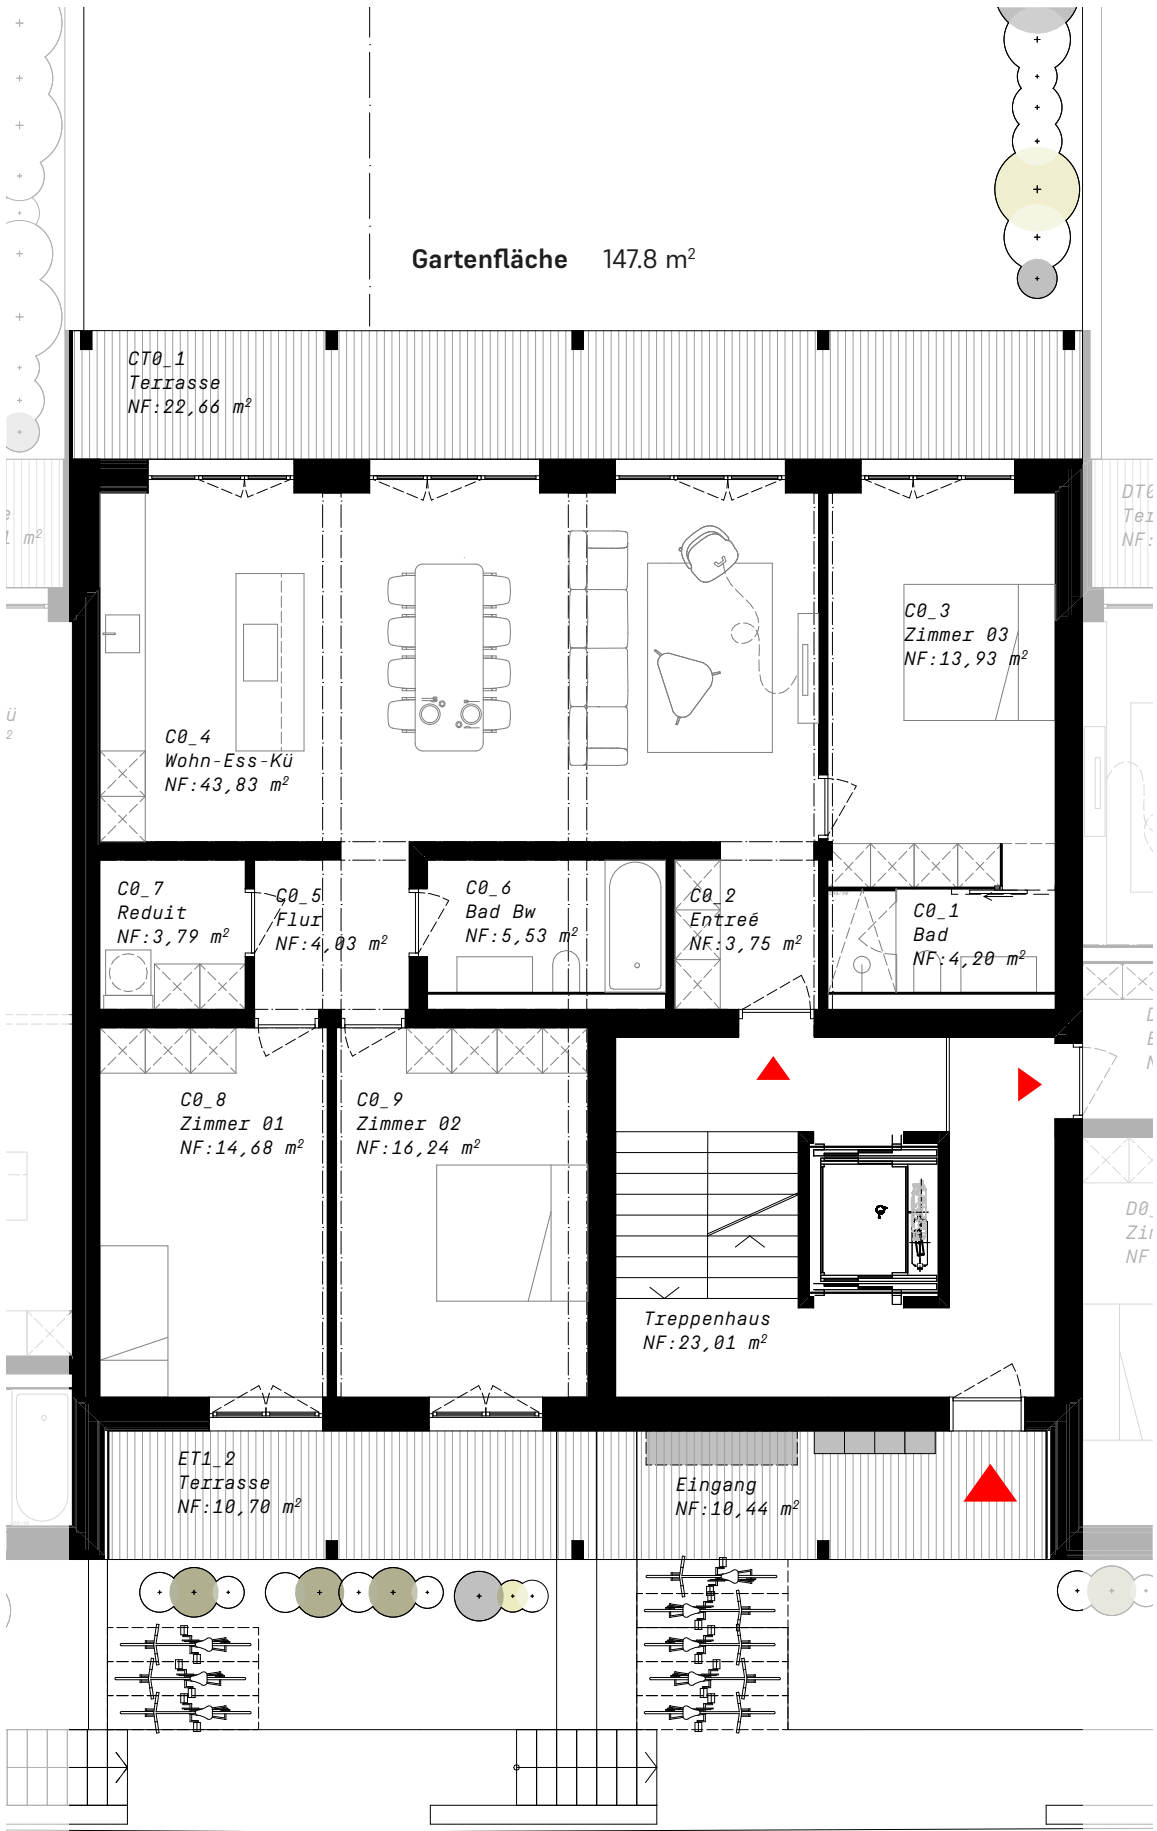 Gartenfläche 147.8 m²
CT0_1
Terrasse
NF:22,66 m²
C0_3
Zimmer 03
NF:13,93 m²
C0_4
Wohn-Ess-Kü
NF:43,83 m²
C0_7
Reduit
NF:3,79 m²
C0_5
Flur
NF:4,03 m²
C0_6
Bad Bw
NF:5,53 m²
C0_2
Entreé
NF:3,75 m²
C0_1
Bad
NF:4,20 m²
C0_8
Zimmer 01
NF:14,68 m²
C0_9
Zimmer 02
NF:16,24 m²
Treppenhaus
NF:23,01 m²
ET1_2
Terrasse
NF:10,70 m²
Eingang
NF:10,44 m²